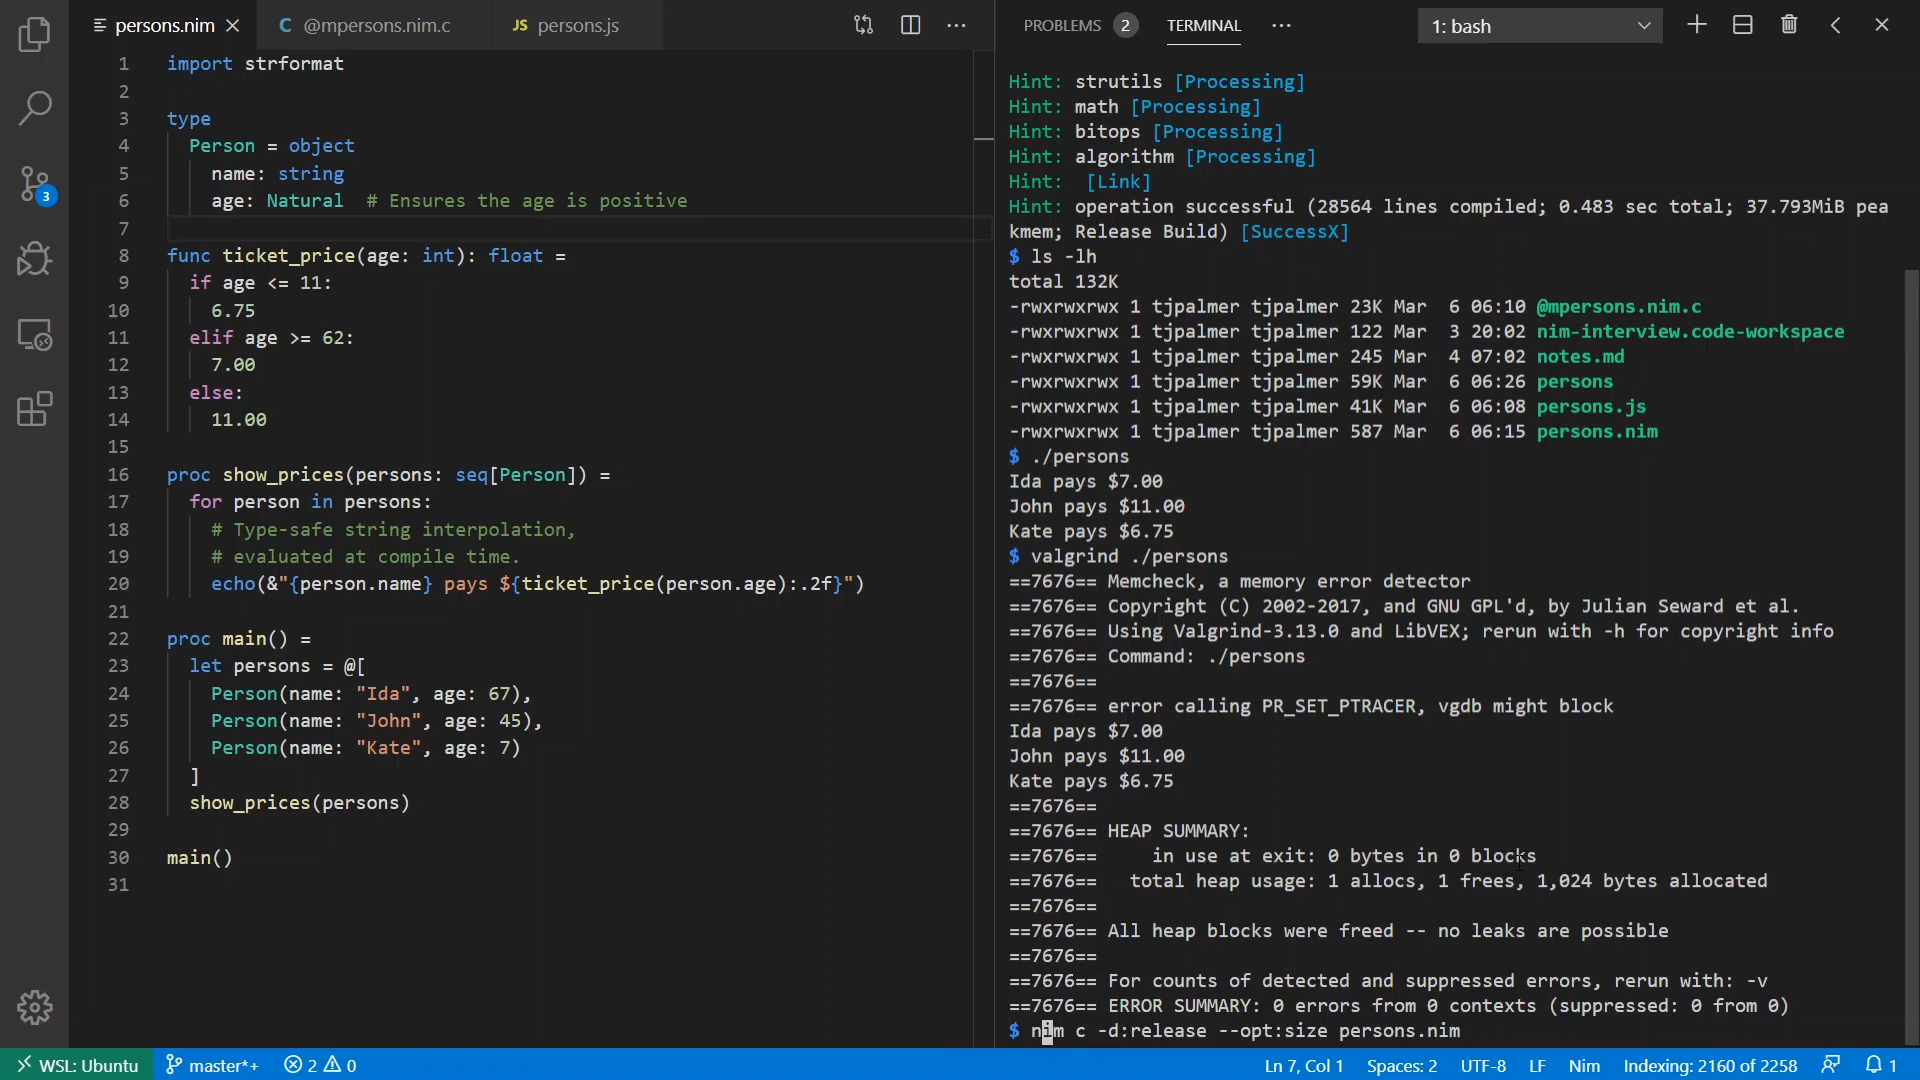 persons.nim
@mpersons.nim.c
persons.js
PROBLEMS 2
TERMINAL
1: bash
3
1 import strformat
2
3 type
4 Person = object
5 name: string
6 age: Natural # Ensures the age is positive
7
8 func ticket_price(age: int): float =
9 if age <= 11:
10 6.75
11 elif age >= 62:
12 7.00
13 else:
14 11.00
15
16 proc show_prices(persons: seq[Person]) =
17 for person in persons:
18 # Type-safe string interpolation,
19 # evaluated at compile time.
20 echo(&"{person.name} pays ${ticket_price(person.age):.2f}")
21
22 proc main() =
23 let persons = @[
24 Person(name: "Ida", age: 67),
25 Person(name: "John", age: 45),
26 Person(name: "Kate", age: 7)
27 ]
28 show_prices(persons)
29
30 main()
31
Hint: strutils [Processing]
Hint: math [Processing]
Hint: bitops [Processing]
Hint: algorithm [Processing]
Hint: [Link]
Hint: operation successful (28564 lines compiled; 0.483 sec total; 37.793MiB pea
kmem; Release Build) [SuccessX]
$ ls -lh
total 132K
-rwxrwxrwx 1 tjpalmer tjpalmer 23K Mar 6 06:10 @mpersons.nim.c
-rwxrwxrwx 1 tjpalmer tjpalmer 122 Mar 3 20:02 nim-interview.code-workspace
-rwxrwxrwx 1 tjpalmer tjpalmer 245 Mar 4 07:02 notes.md
-rwxrwxrwx 1 tjpalmer tjpalmer 59K Mar 6 06:26 persons
-rwxrwxrwx 1 tjpalmer tjpalmer 41K Mar 6 06:08 persons.js
-rwxrwxrwx 1 tjpalmer tjpalmer 587 Mar 6 06:15 persons.nim
$ ./persons
Ida pays $7.00
John pays $11.00
Kate pays $6.75
$ valgrind ./persons
==7676== Memcheck, a memory error detector
==7676== Copyright (C) 2002-2017, and GNU GPL'd, by Julian Seward et al.
==7676== Using Valgrind-3.13.0 and LibVEX; rerun with -h for copyright info
==7676== Command: ./persons
==7676==
==7676== error calling PR_SET_PTRACER, vgdb might block
Ida pays $7.00
John pays $11.00
Kate pays $6.75
==7676==
==7676== HEAP SUMMARY:
==7676== in use at exit: 0 bytes in 0 blocks
==7676== total heap usage: 1 allocs, 1 frees, 1,024 bytes allocated
==7676==
==7676== All heap blocks were freed -- no leaks are possible
==7676==
==7676== For counts of detected and suppressed errors, rerun with: -v
==7676== ERROR SUMMARY: 0 errors from 0 contexts (suppressed: 0 from 0)
$ nim c -d:release --opt:size persons.nim
WSL: Ubuntu
master*+
2 0
Ln 7, Col 1
Spaces: 2
UTF-8
LF
Nim
Indexing: 2160 of 2258
1